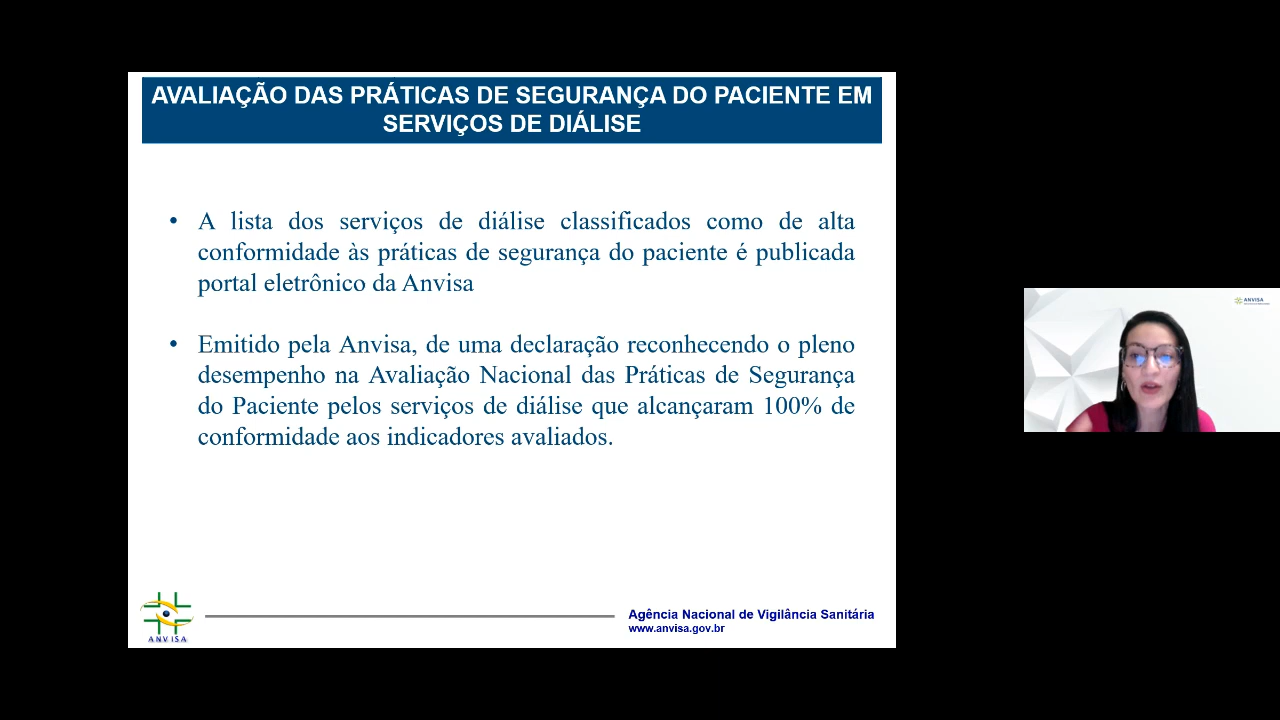 AVALIAÇÃO DAS PRÁTICAS DE SEGURANÇA DO PACIENTE EM
SERVIÇOS DE DIÁLISE
• A lista dos serviços de diálise classificados como de alta
conformidade às práticas de segurança do paciente é publicada
portal eletrônico da Anvisa
• Emitido pela Anvisa, de uma declaração reconhecendo o pleno
desempenho na Avaliação Nacional das Práticas de Segurança
do Paciente pelos serviços de diálise que alcançaram 100% de
conformidade aos indicadores avaliados.
ANVISA
Agência Nacional de Vigilância Sanitária
www.anvisa.gov.br
ANVISA